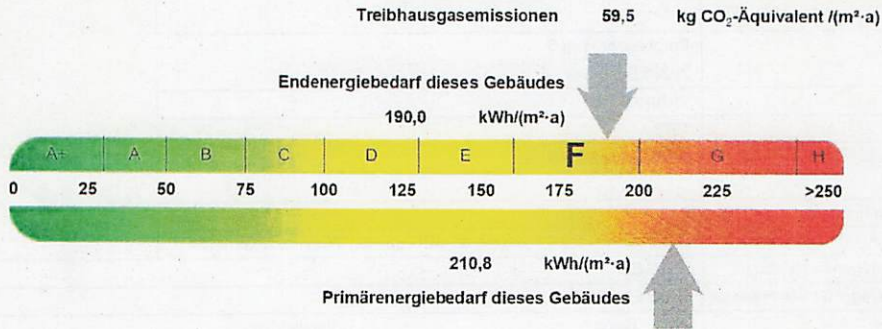 Treibhausgasemissionen 59,5 kg CO₂-Äquivalent /(m²·a)
Endenergiebedarf dieses Gebäudes
190,0 kWh/(m²·a)
A+ A B C D E F G H
0 25 50 75 100 125 150 175 200 225 >250
210,8 kWh/(m²·a)
Primärenergiebedarf dieses Gebäudes